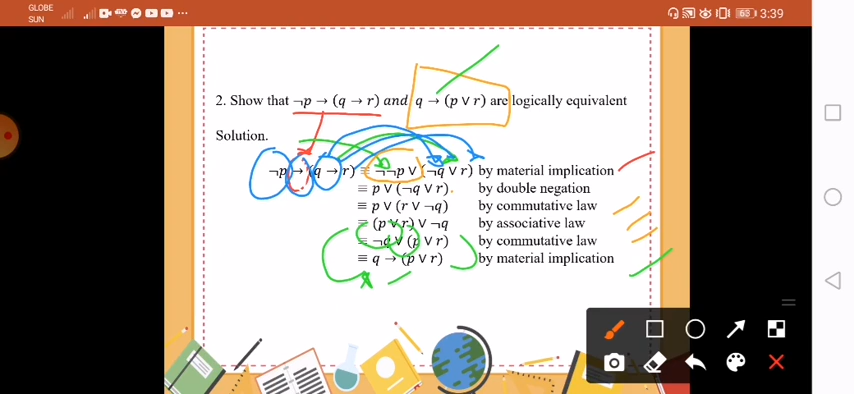 GLOBE
SUN
63
3:39
2. Show that ¬p → (q → r) and q → (p ∨ r) are logically equivalent
Solution.
¬p → (q → r) ≡ ¬¬p ∨ (¬q ∨ r) by material implication
≡ p ∨ (¬q ∨ r). by double negation
≡ p ∨ (r ∨ ¬q) by commutative law
≡ (p ∨ r) ∨ ¬q by associative law
≡ ¬q ∨ (p ∨ r) by commutative law
≡ q → (p ∨ r) by material implication